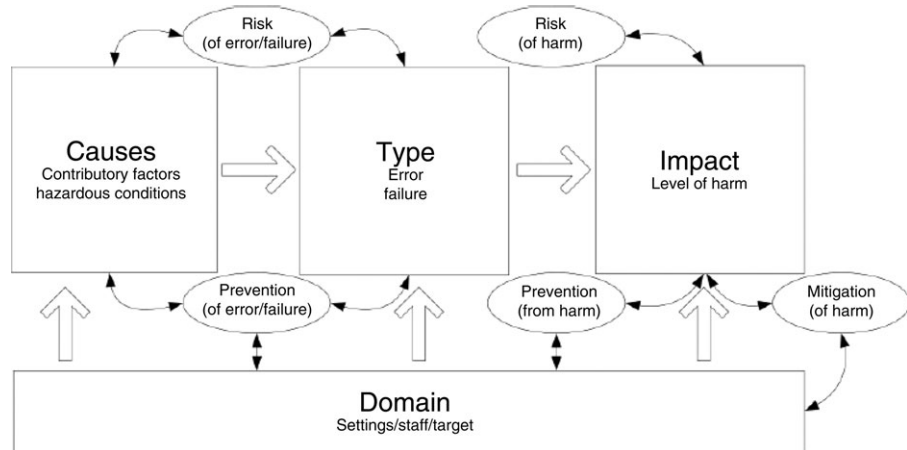 Risk
(of error/failure)
Risk
(of harm)
Causes
Contributory factors
hazardous conditions
Type
Error
failure
Impact
Level of harm
Prevention
(of error/failure)
Prevention
(from harm)
Mitigation
(of harm)
Domain
Settings/staff/target